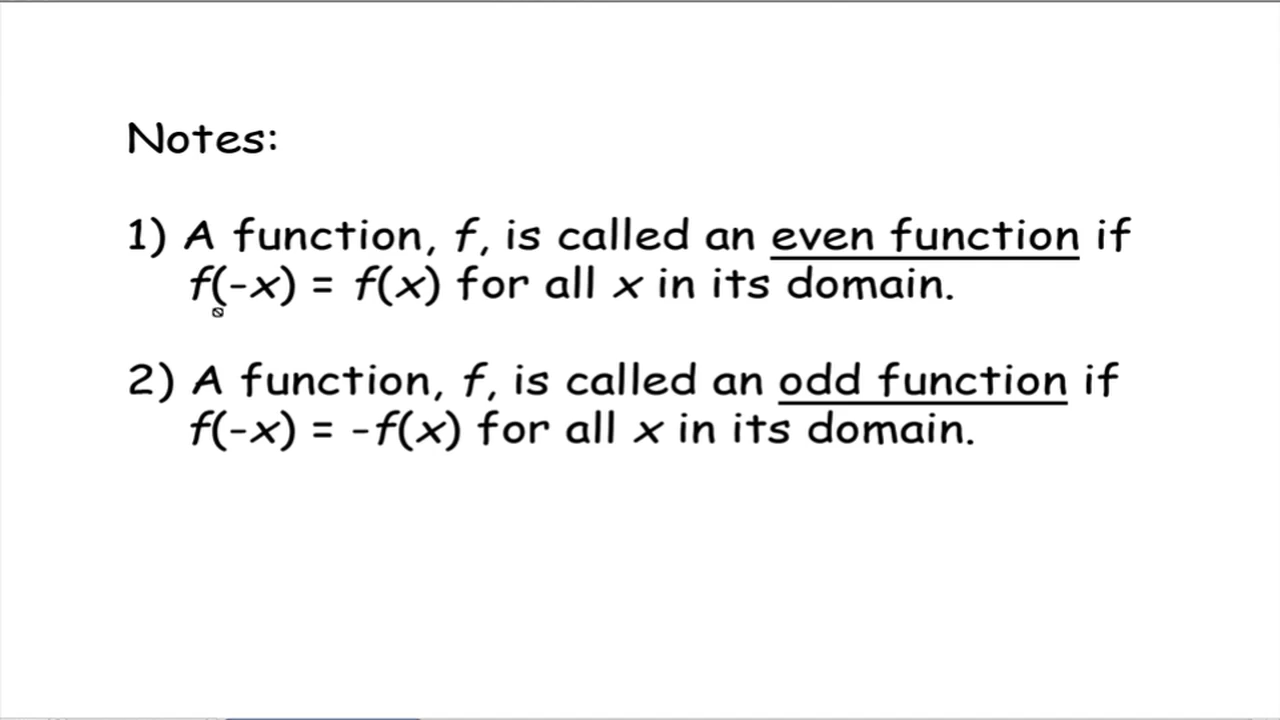 Notes:
1) A function, f, is called an even function if
f(-x) = f(x) for all x in its domain.
2) A function, f, is called an odd function if
f(-x) = -f(x) for all x in its domain.